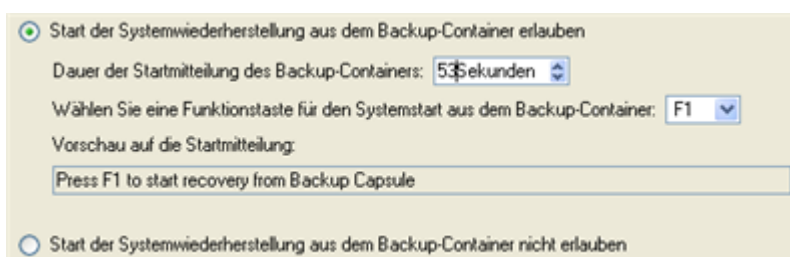 Start der Systemwiederherstellung aus dem Backup-Container erlauben
Dauer der Startmitteilung des Backup-Containers: 53Sekunden
Wählen Sie eine Funktionstaste für den Systemstart aus dem Backup-Container: F1
Vorschau auf die Startmitteilung:
Press F1 to start recovery from Backup Capsule
Start der Systemwiederherstellung aus dem Backup-Container nicht erlauben